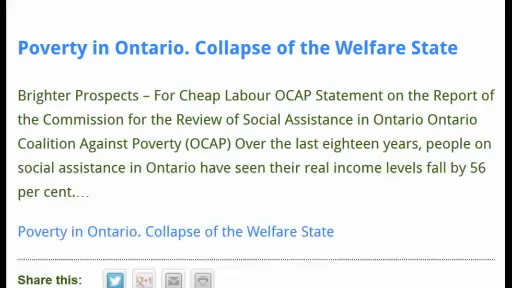 Poverty in Ontario. Collapse of the Welfare State
Brighter Prospects – For Cheap Labour OCAP Statement on the Report of
the Commission for the Review of Social Assistance in Ontario Ontario
Coalition Against Poverty (OCAP) Over the last eighteen years, people on
social assistance in Ontario have seen their real income levels fall by 56
per cent.…
Poverty in Ontario. Collapse of the Welfare State
Share this: g+1